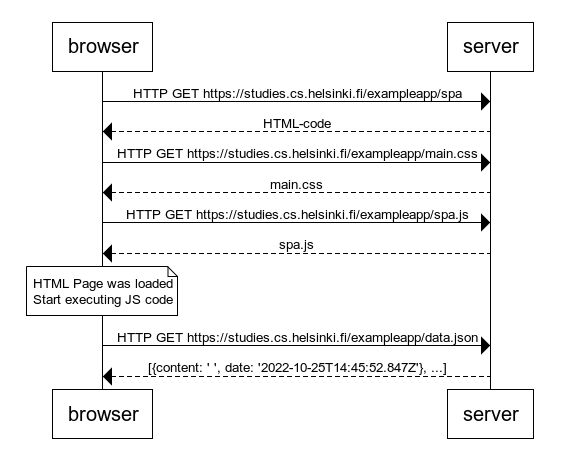 browser server
HTTP GET https://studies.cs.helsinki.fi/exampleapp/spa
HTML-code
HTTP GET https://studies.cs.helsinki.fi/exampleapp/main.css
main.css
HTTP GET https://studies.cs.helsinki.fi/exampleapp/spa.js
spa.js
HTML Page was loaded
Start executing JS code
HTTP GET https://studies.cs.helsinki.fi/exampleapp/data.json
[{content: ' ', date: '2022-10-25T14:45:52.847Z'}, ...]
browser server